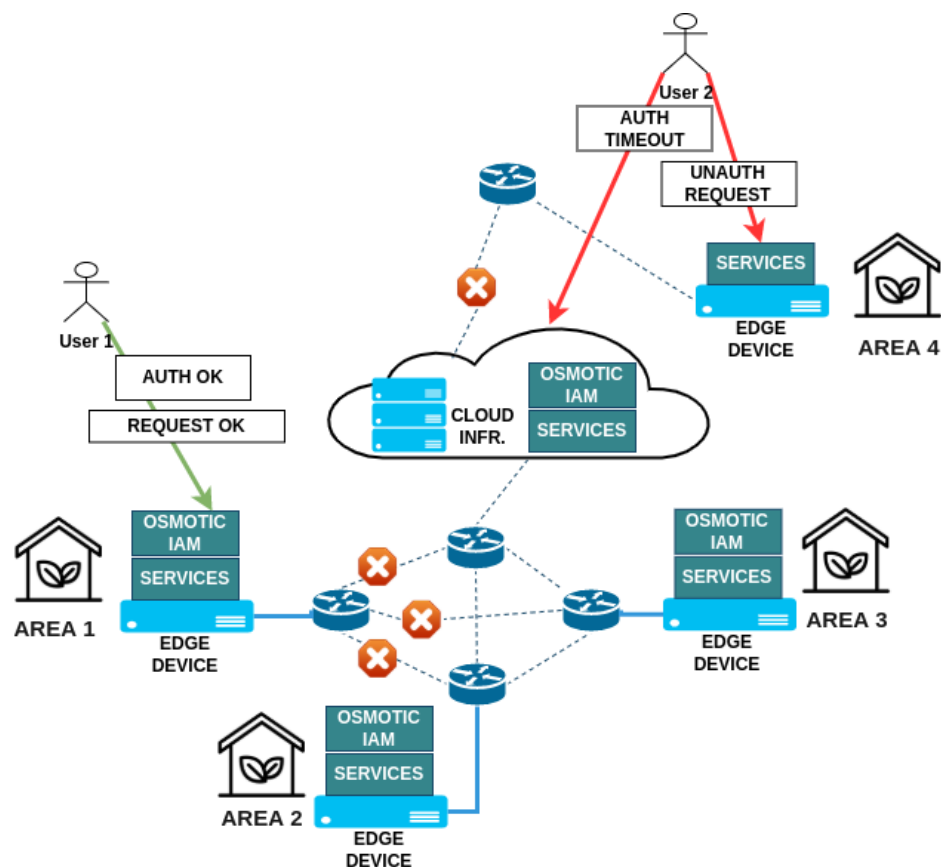 User 2
AUTH
TIMEOUT
UNAUTH
REQUEST
SERVICES
EDGE
DEVICE
AREA 4
User 1
AUTH OK
REQUEST OK
CLOUD
INFR.
OSMOTIC
IAM
SERVICES
OSMOTIC
IAM
SERVICES
AREA 1
EDGE
DEVICE
OSMOTIC
IAM
SERVICES
AREA 3
EDGE
DEVICE
OSMOTIC
IAM
SERVICES
AREA 2
EDGE
DEVICE